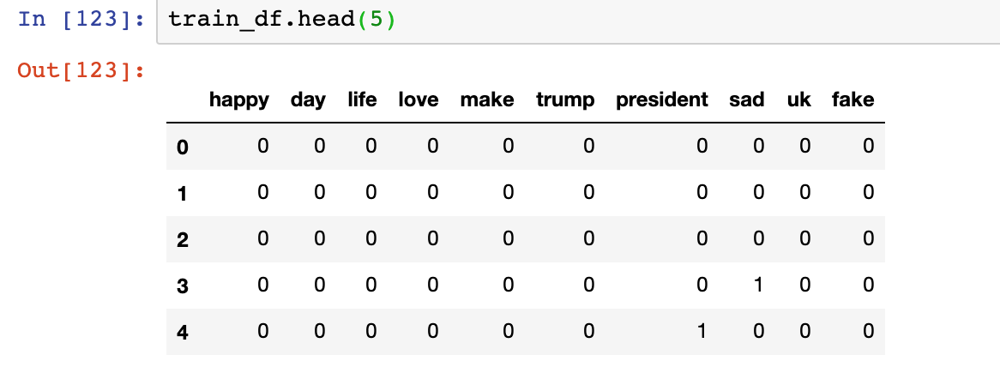 In [123]: train_df.head(5)
Out[123]:
happy day life love make trump president sad uk fake
0 0 0 0 0 0 0 0 0 0 0
1 0 0 0 0 0 0 0 0 0 0
2 0 0 0 0 0 0 0 0 0 0
3 0 0 0 0 0 0 0 1 0 0
4 0 0 0 0 0 0 1 0 0 0